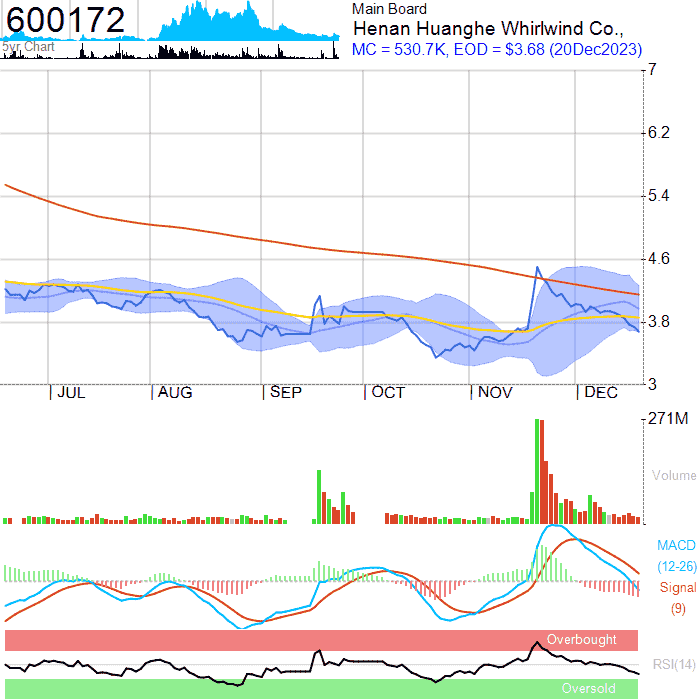 600172
5yr Chart
Main Board
Henan Huanghe Whirlwind Co.,
MC = 530.7K, EOD = $3.68 (20Dec2023)
7
6.2
5.4
4.6
3.8
3
JUL AUG SEP OCT NOV DEC
271M
Volume
MACD
(12-26)
Signal
(9)
Overbought
RSI(14)
Oversold